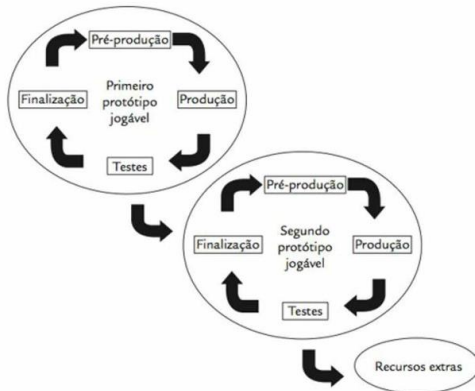 Pré-produção
Finalização
Primeiro
protótipo
jogável
Produção
Testes
Pré-produção
Finalização
Segundo
protótipo
jogável
Produção
Testes
Recursos extras